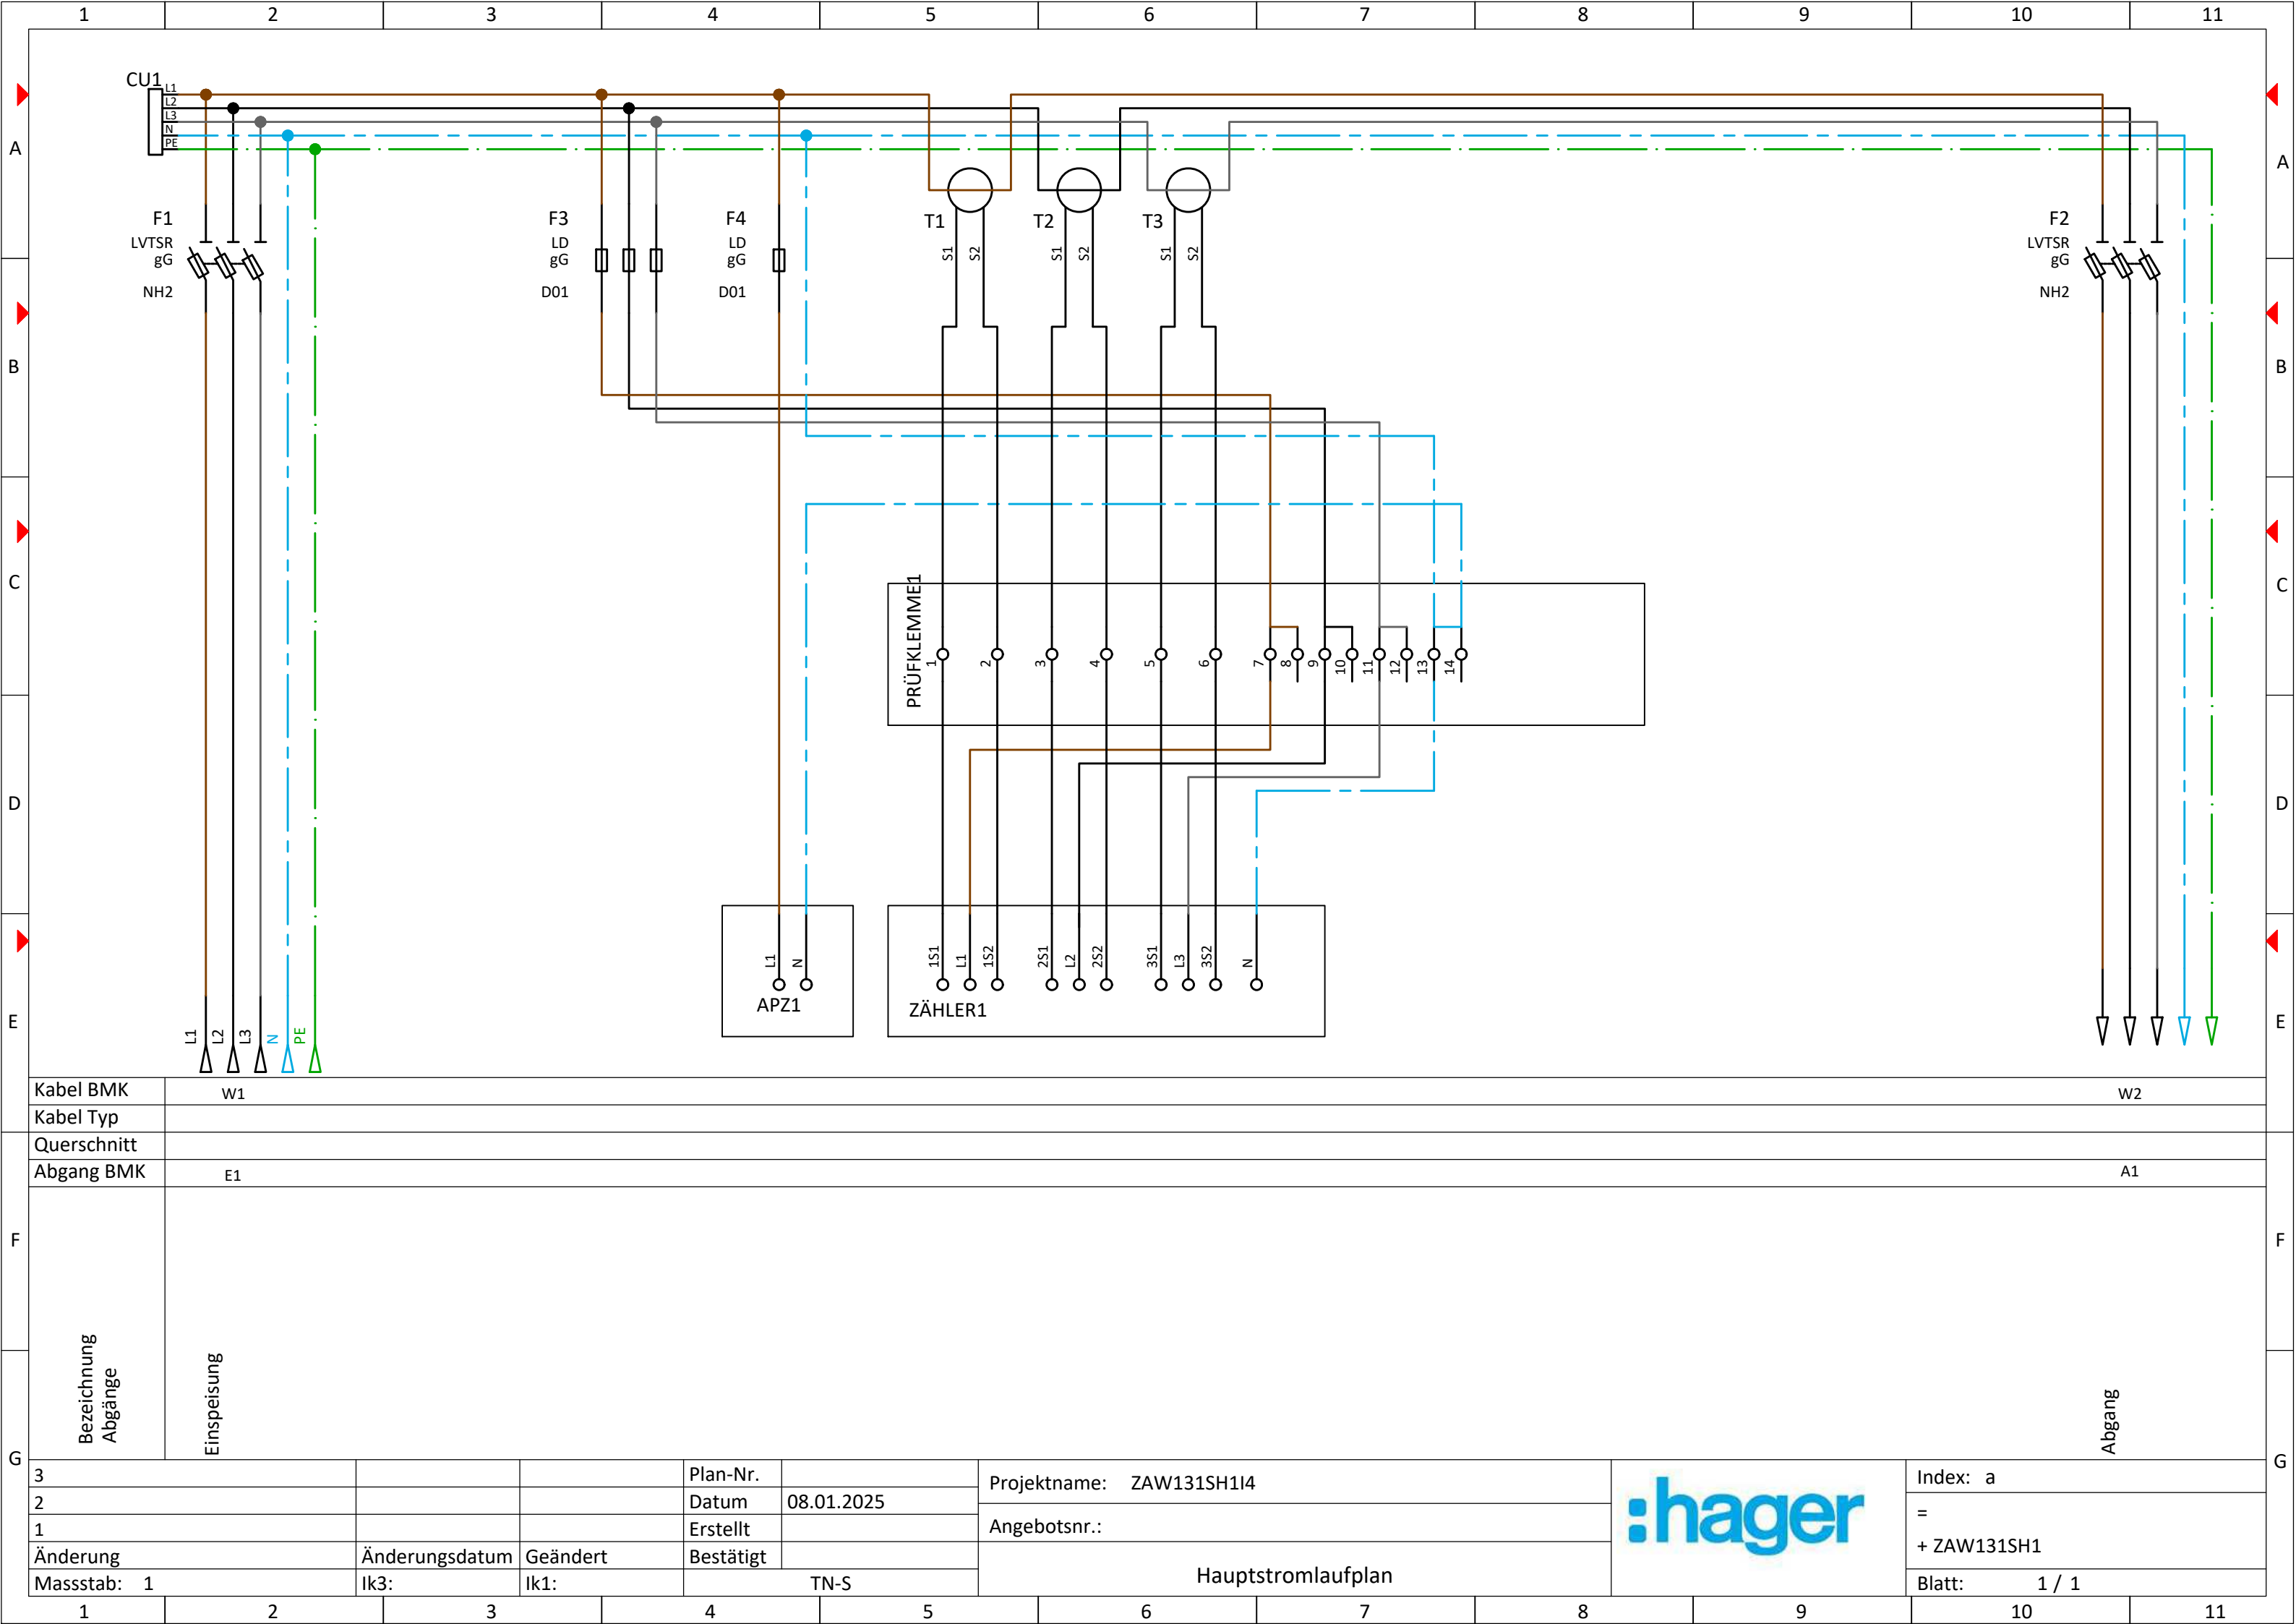 1 2 3 4 5 6 7 8 9 10 11
CU1
L1
L2
L3
N
PE
A A
F1
LVTSR
gG
NH2
F3
LD
gG
D01
F4
LD
gG
D01
T1 T2 T3
S1 S2 S1 S2 S1 S2
F2
LVTSR
gG
NH2
B B
C C
PRÜFKLEMME1
1 2 3 4 5 6 7 8 9 10 11 12 13 14
D D
L1 N
APZ1
1S1 L1 1S2 2S1 L2 2S2 3S1 L3 3S2 N
ZÄHLER1
E E
L1 L2 L3 N PE
Kabel BMK W1 W2
Kabel Typ
Querschnitt
Abgang BMK E1 A1
F F
Bezeichnung
Abgänge
Einspeisung
Abgang
G G
3 Plan-Nr.
2 Datum 08.01.2025
1 Erstellt
Änderung Änderungsdatum Geändert Bestätigt
Massstab: 1 Ik3: Ik1: TN-S
Projektname: ZAW131SH1I4
Angebotsnr.:
Hauptstromlaufplan
:hager
Index: a
=
+ ZAW131SH1
Blatt: 1 / 1
1 2 3 4 5 6 7 8 9 10 11